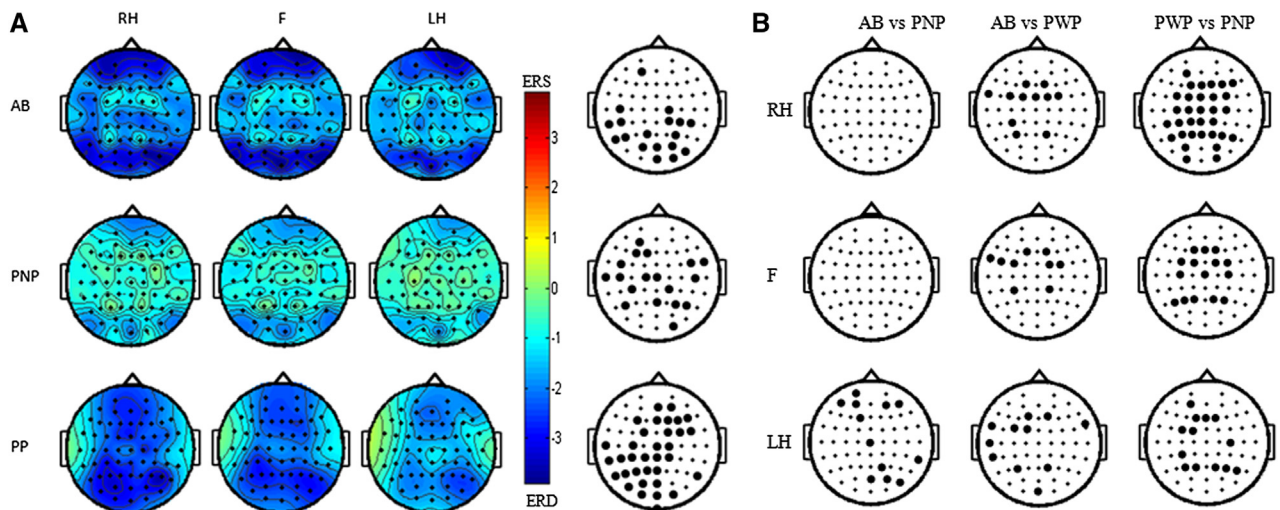 A
RH F LH
B
AB vs PNP AB vs PWP PWP vs PNP
ERS
AB
RH
3
2
1
PNP
0
F
-1
-2
PP
-3
LH
ERD